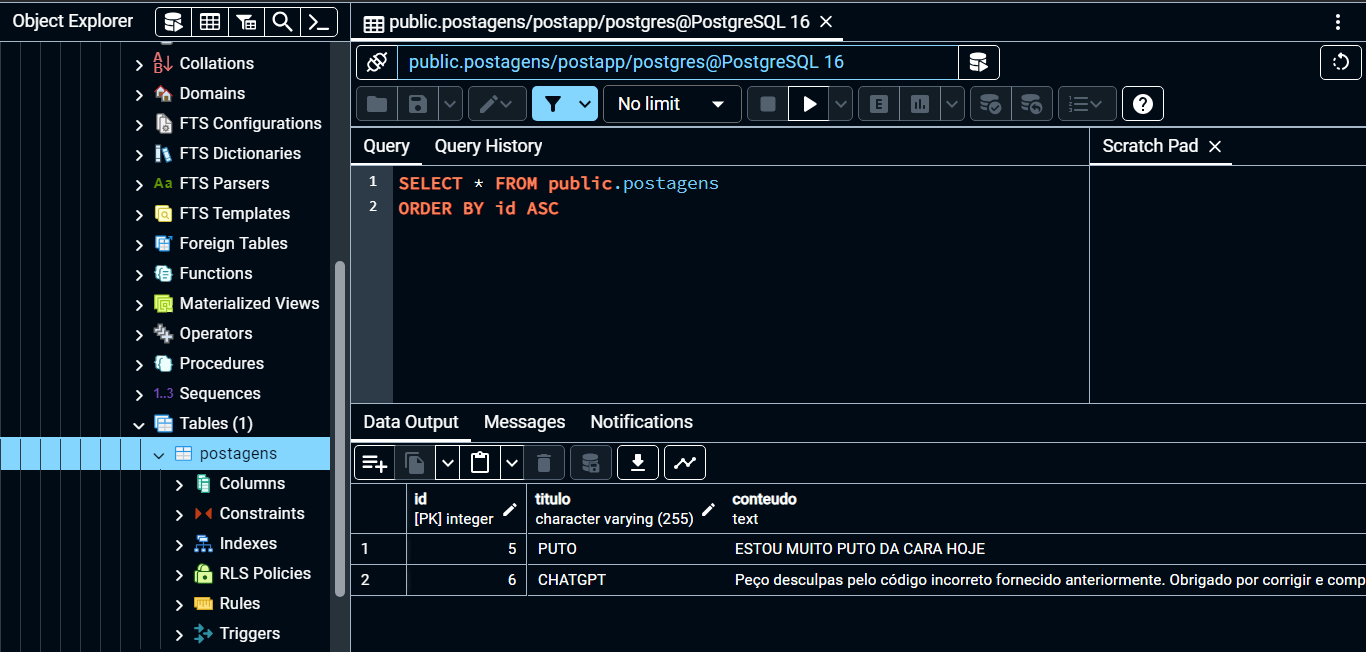 Object Explorer
public.postagens/postapp/postgres@PostgreSQL 16
public.postagens/postapp/postgres@PostgreSQL 16
No limit
E
Query
Query History
Scratch Pad
1 SELECT * FROM public.postagens
2 ORDER BY id ASC
Collations
Domains
FTS Configurations
FTS Dictionaries
Aa FTS Parsers
FTS Templates
Foreign Tables
Functions
Materialized Views
Operators
Procedures
1..3 Sequences
Tables (1)
postagens
Columns
Constraints
Indexes
RLS Policies
Rules
Triggers
Data Output
Messages
Notifications
id titulo conteudo
[PK] integer character varying (255) text
1 5 PUTO ESTOU MUITO PUTO DA CARA HOJE
2 6 CHATGPT Peço desculpas pelo código incorreto fornecido anteriormente. Obrigado por corrigir e comp